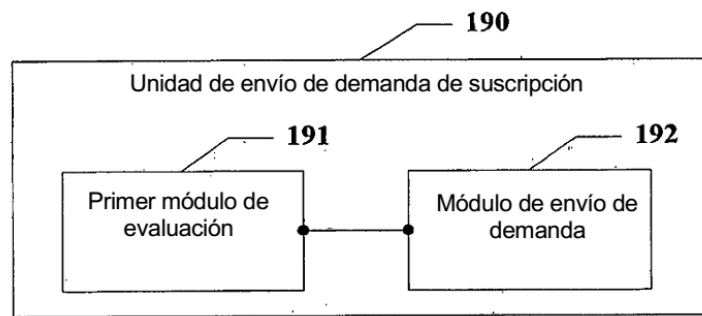 190
Unidad de envío de demanda de suscripción
191
192
Primer módulo de
evaluación
Módulo de envío de
demanda